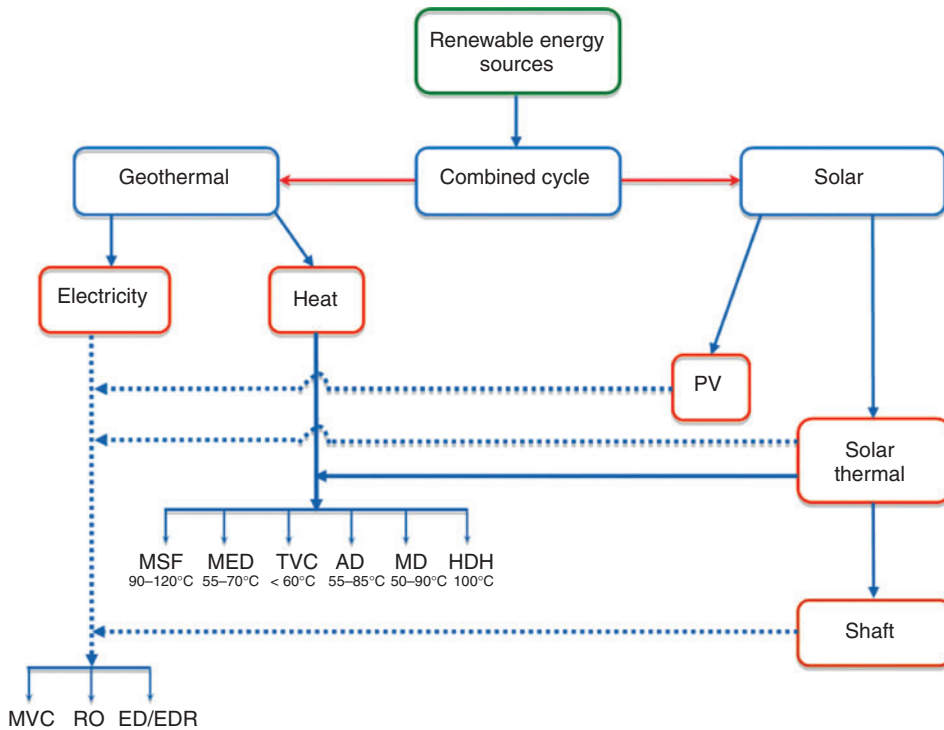 Renewable energy
sources
Geothermal
Combined cycle
Solar
Electricity
Heat
PV
Solar
thermal
MSF
90–120°C
MED
55–70°C
TVC
< 60°C
AD
55–85°C
MD
50–90°C
HDH
100°C
Shaft
MVC
RO
ED/EDR